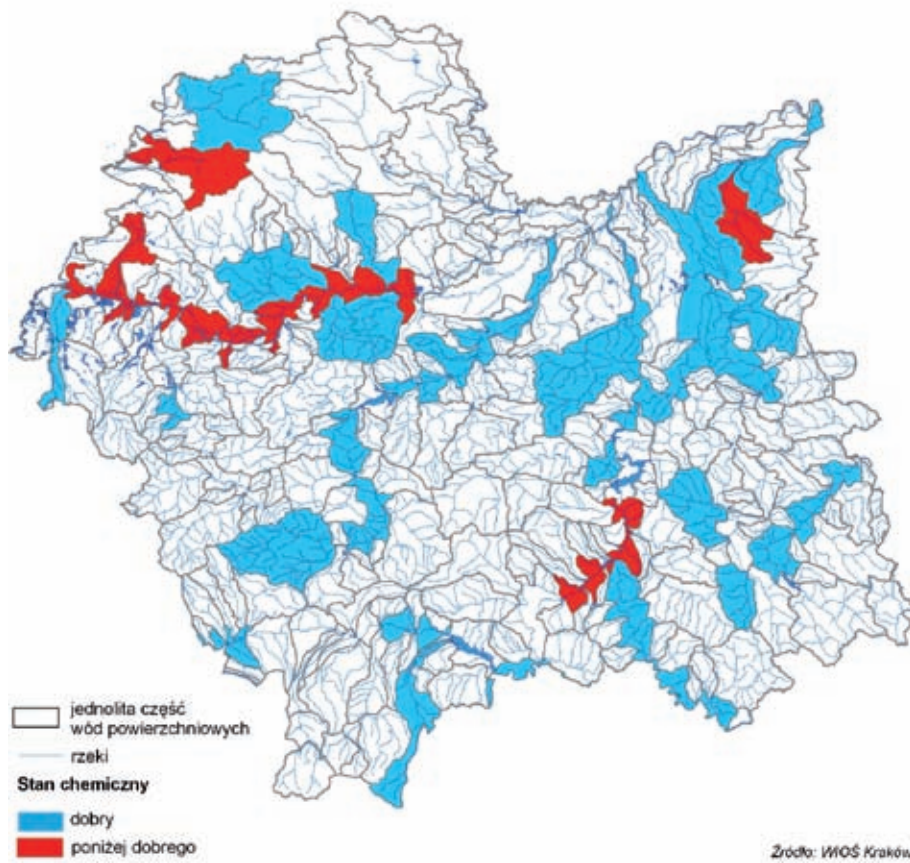 jednolita część
wód powierzchniowych
rzeki
Stan chemiczny
dobry
poniżej dobrego
Źródło: WIOŚ Kraków